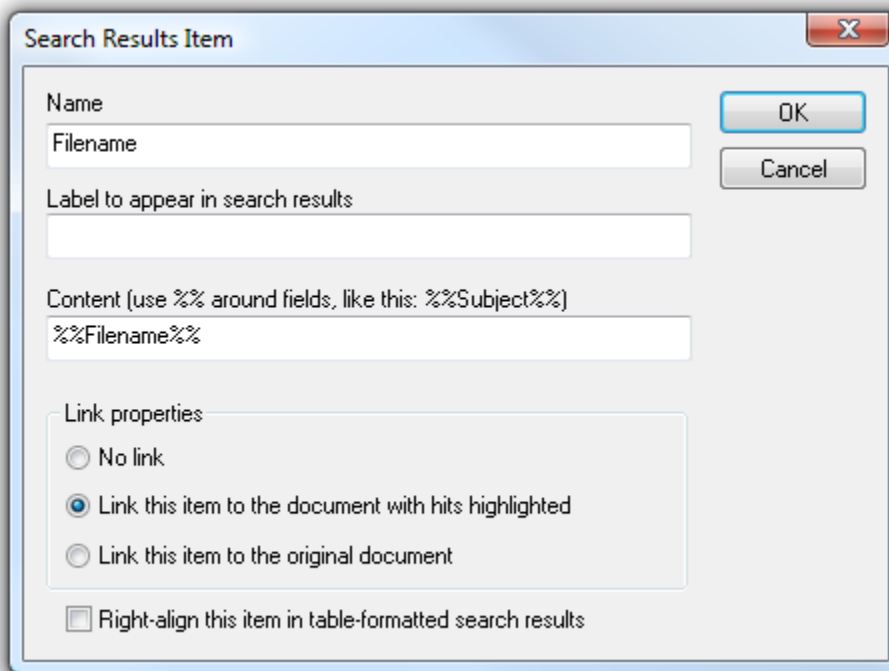 Search Results Item
Name
OK
Filename
Cancel
Label to appear in search results
Content (use %% around fields, like this: %%Subject%%)
%%Filename%%
Link properties
No link
Link this item to the document with hits highlighted
Link this item to the original document
Right-align this item in table-formatted search results